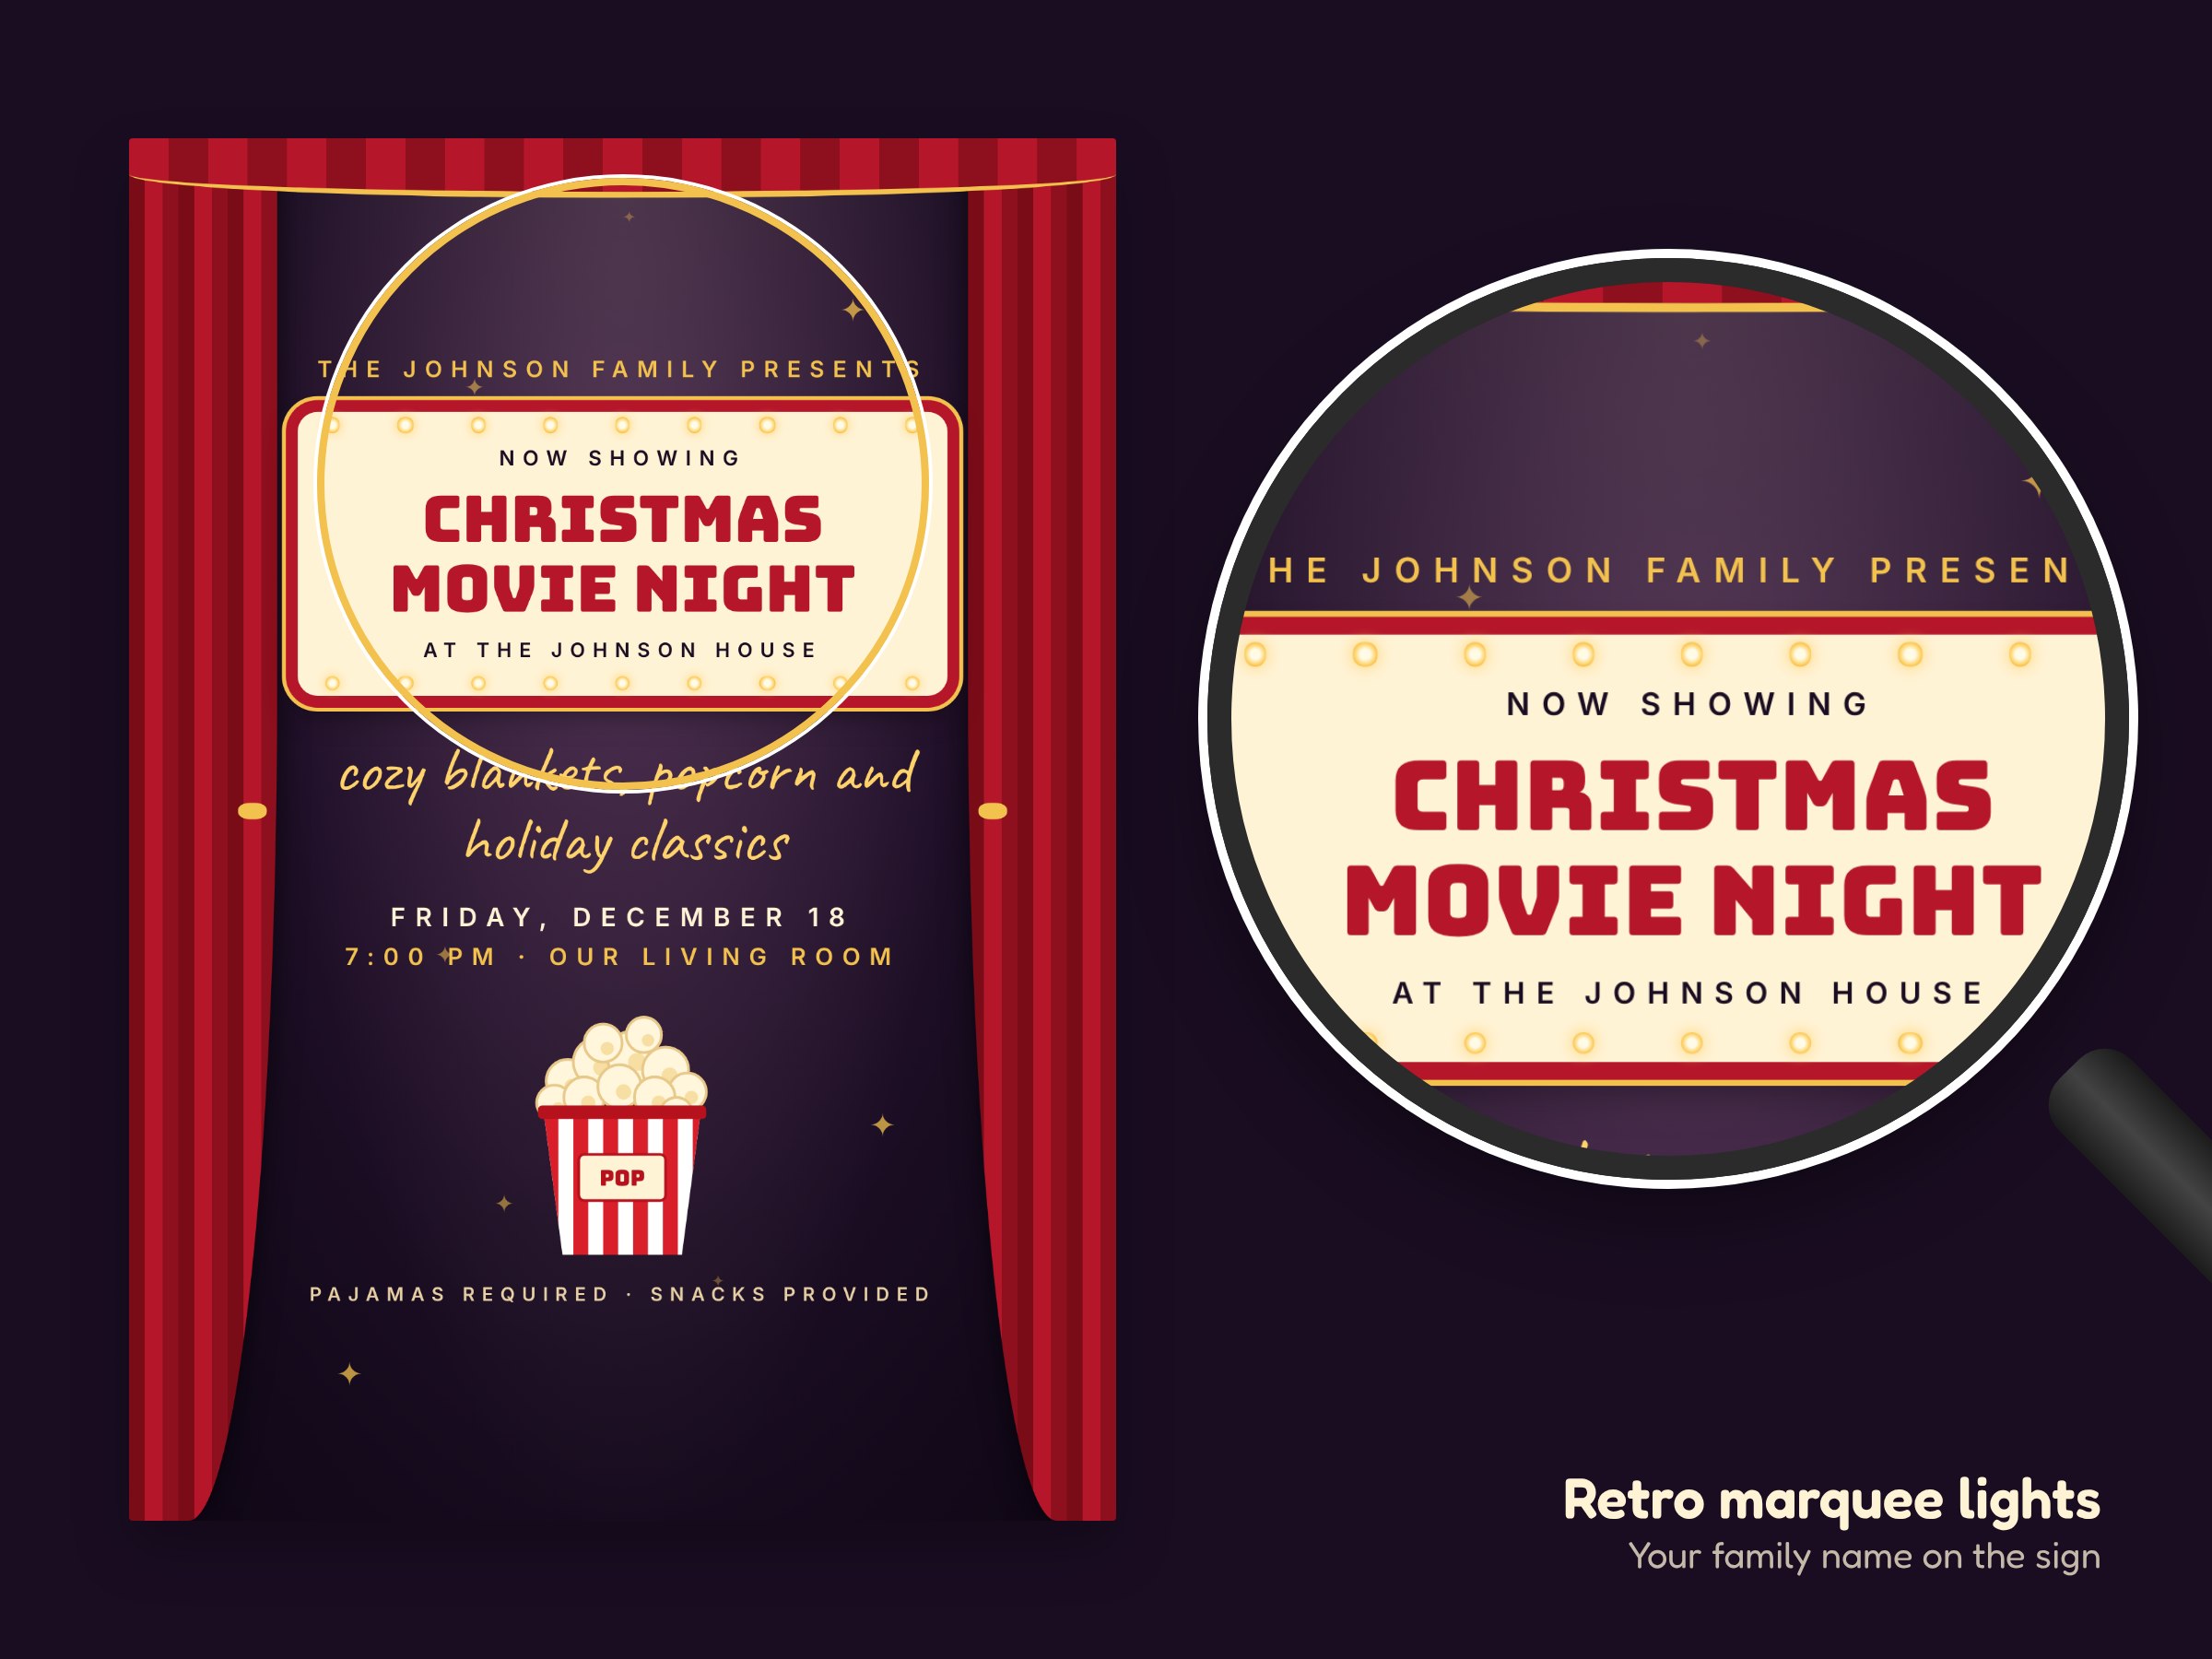 THE JOHNSON FAMILY PRESENTS
NOW SHOWING
CHRISTMAS
MOVIE NIGHT
AT THE JOHNSON HOUSE
cozy blankets, popcorn and
holiday classics
FRIDAY, DECEMBER 18
7:00 PM · OUR LIVING ROOM
POP
PAJAMAS REQUIRED · SNACKS PROVIDED
HE JOHNSON FAMILY PRESEN
NOW SHOWING
CHRISTMAS
MOVIE NIGHT
AT THE JOHNSON HOUSE
Retro marquee lights
Your family name on the sign